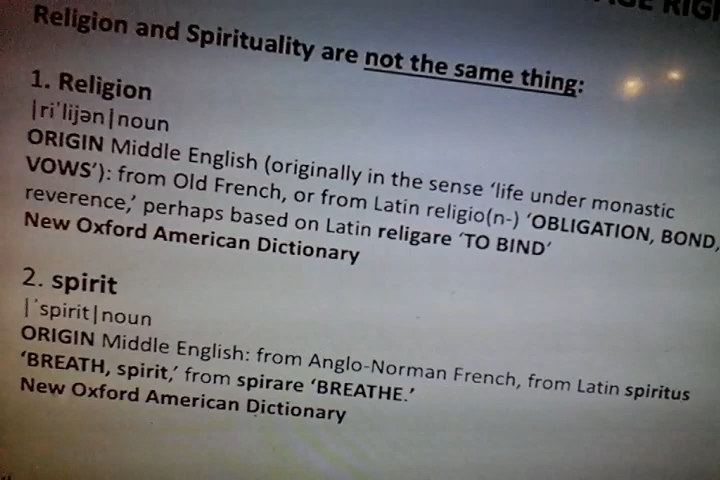 RIG
Religion and Spirituality are not the same thing:
1. Religion
|riˈlijən|noun
ORIGIN Middle English (originally in the sense ‘life under monastic
VOWS’): from Old French, or from Latin religio(n-) ‘OBLIGATION, BOND,
reverence,’ perhaps based on Latin religare ‘TO BIND’
New Oxford American Dictionary
2. spirit
|ˈspirit|noun
ORIGIN Middle English: from Anglo-Norman French, from Latin spiritus
‘BREATH, spirit,’ from spirare ‘BREATHE.’
New Oxford American Dictionary